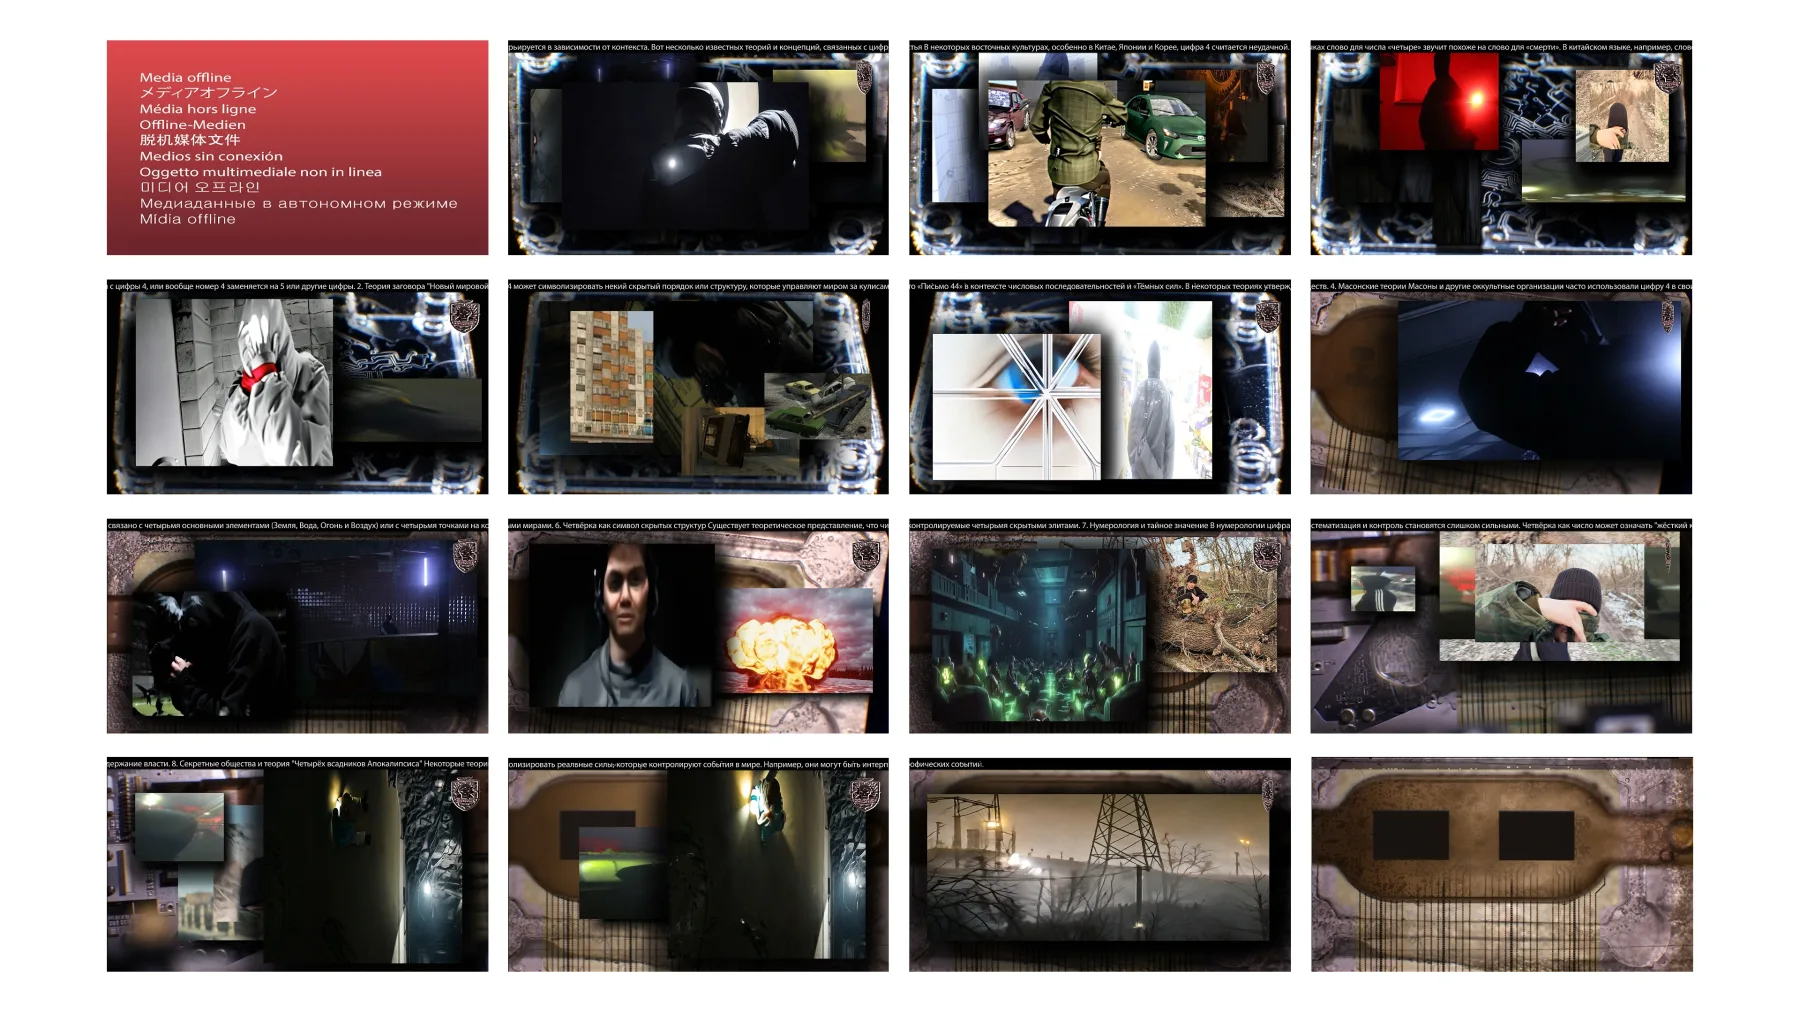 Media offline
メディアオフライン
Média hors ligne
Offline-Medien
脱机媒体文件
Medios sin conexión
Oggetto multimediale non in linea
미디어 오프라인
Медиаданные в автономном режиме
Mídia offline
рьируется в зависимости от контекста. Вот несколько известных теорий и концепций, связанных с цифр
тья В некоторых восточных культурах, особенно в Китае, Японии и Корее, цифра 4 считается неудачной.
ках слово для числа «четыре» звучит похоже на слово для «смерти». В китайском языке, например, слов
с цифры 4, или вообще номер 4 заменяется на 5 или другие цифры. 2. Теория заговора "Новый мировой
4 может символизировать некий скрытый порядок или структуру, которые управляют миром за кулисам
го «Письмо 44» в контексте числовых последовательностей и «Тёмных сил». В некоторых теориях утверж
еств. 4. Масонские теории Масоны и другие оккультные организации часто использовали цифру 4 в свои
связано с четырьмя основными элементами (Земля, Вода, Огонь и Воздух) или с четырьмя точками на ко
ыми мирами. 6. Четвёрка как символ скрытых структур Существует теоретическое представление, что чи
контролируемые четырьмя скрытыми элитами. 7. Нумерология и тайное значение В нумерологии цифра
стематизация и контроль становятся слишком сильными. Четвёрка как число может означать "жёсткий к
держание власти. 8. Секретные общества и теория "Четырёх всадников Апокалипсиса" Некоторые теори
олизировать реальные силы, которые контролируют события в мире. Например, они могут быть интерп
офических событий.